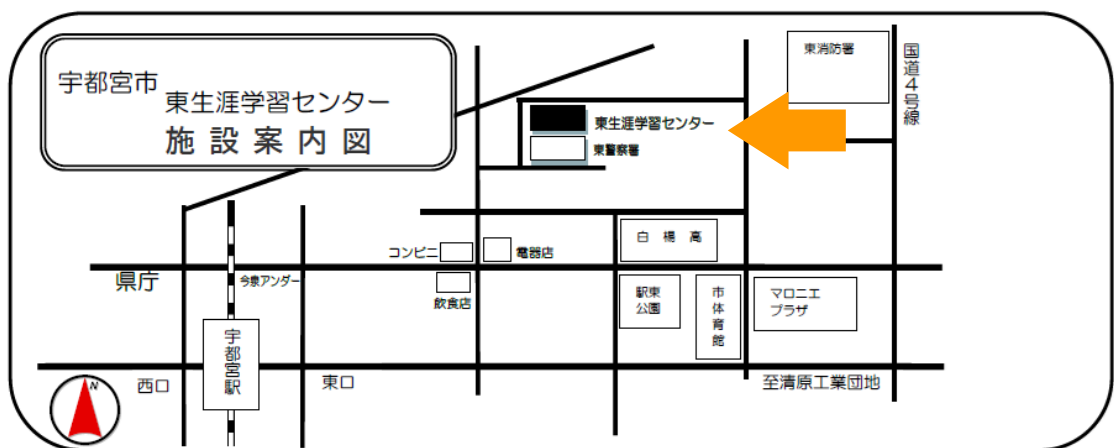 宇都宮市
東生涯学習センター
施設案内図
東消防署
国道4号線
東生涯学習センター
東警察署
白楊高
コンビニ
電器店
県庁
今泉アンダー
飲食店
駅東
公園
市体育館
マロニエ
プラザ
宇都宮駅
西口
東口
至清原工業団地
N